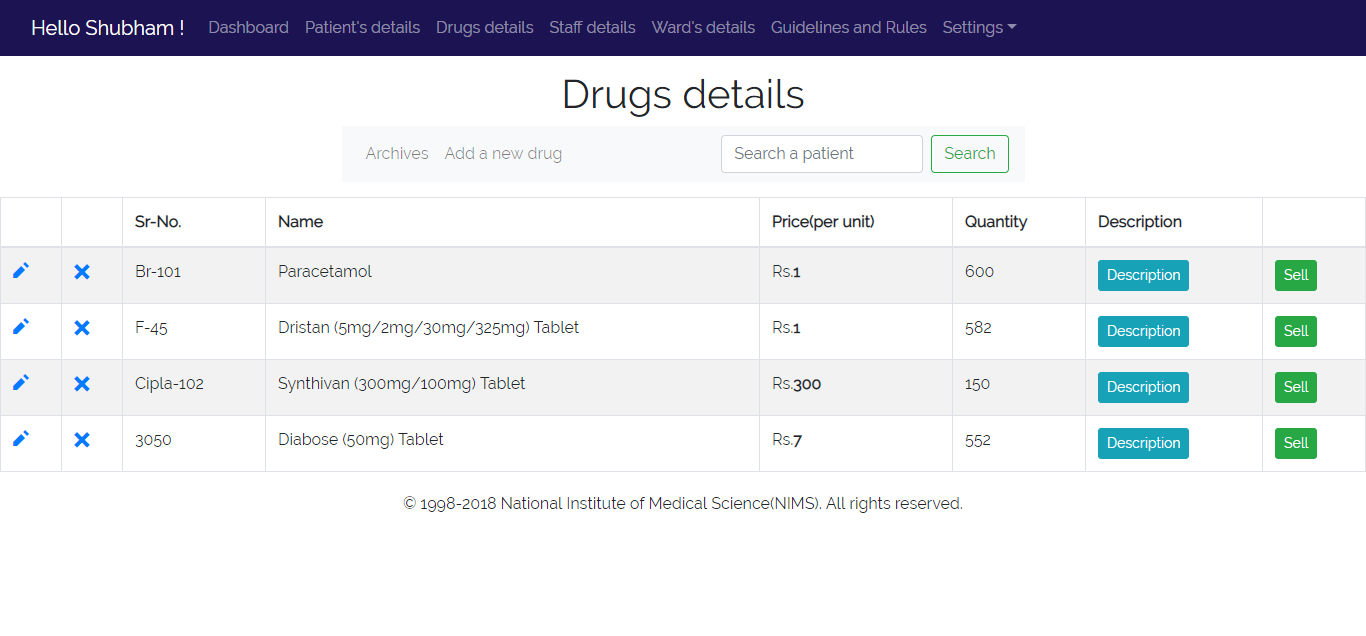 Hello Shubham ! Dashboard Patient's details Drugs details Staff details Ward's details Guidelines and Rules Settings
Drugs details
Archives Add a new drug Search a patient Search
Sr-No. Name Price(per unit) Quantity Description
Br-101 Paracetamol Rs.1 600 Description Sell
F-45 Dristan (5mg/2mg/30mg/325mg) Tablet Rs.1 582 Description Sell
Cipla-102 Synthivan (300mg/100mg) Tablet Rs.300 150 Description Sell
3050 Diabose (50mg) Tablet Rs.7 552 Description Sell
© 1998-2018 National Institute of Medical Science(NIMS). All rights reserved.